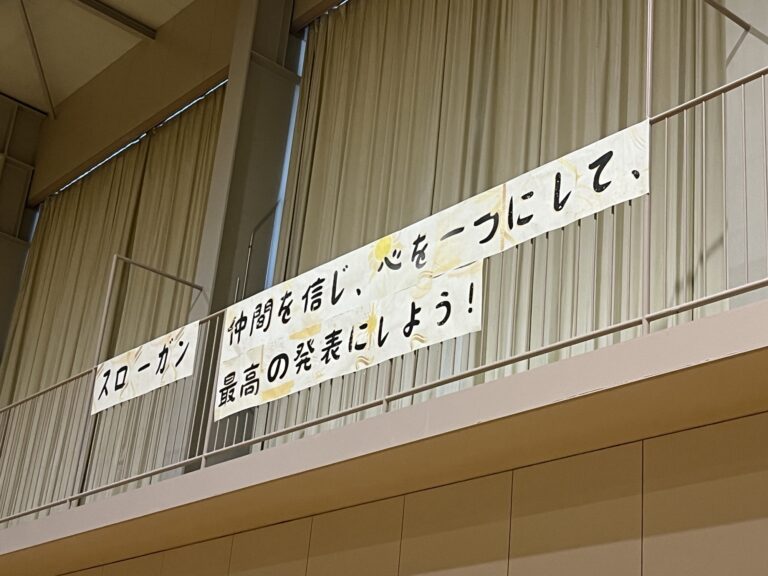 スローガン
仲間を信じ、心を一つにして、
最高の発表にしよう!